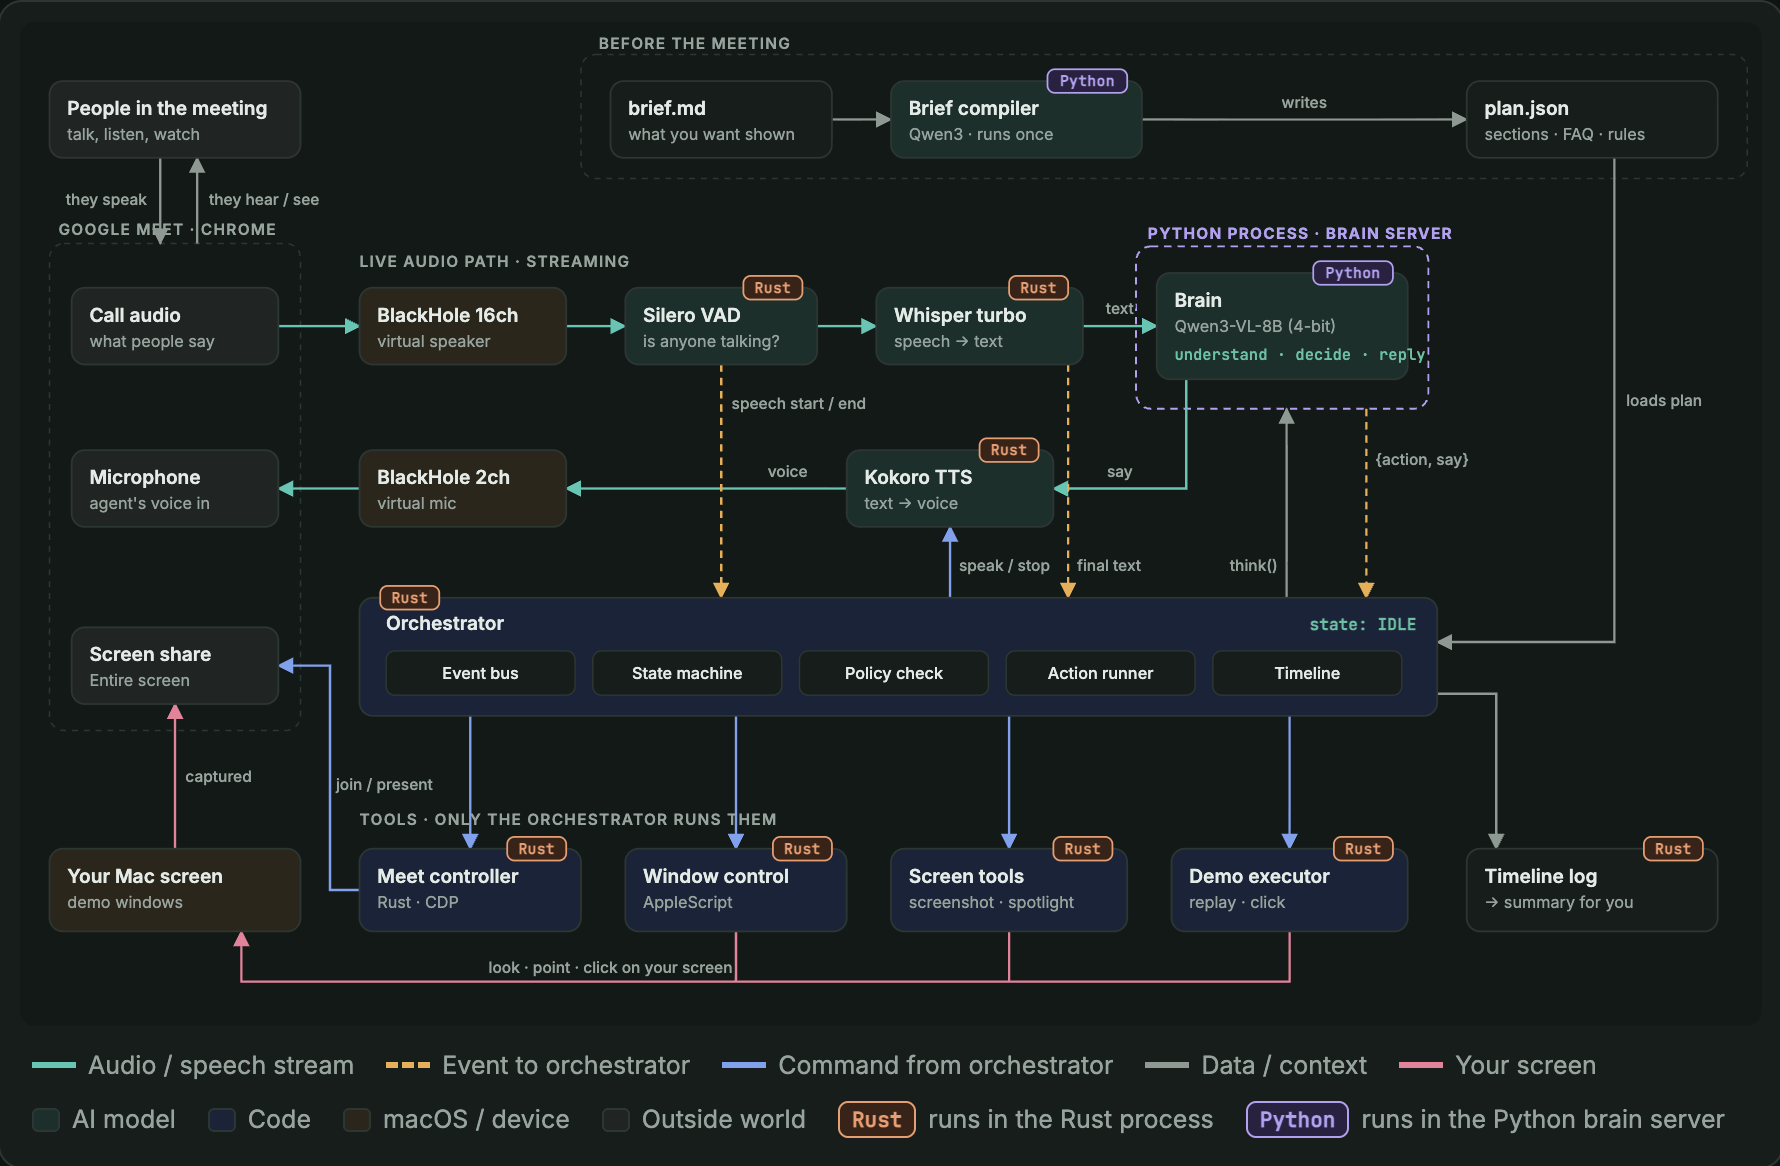 BEFORE THE MEETING
People in the meeting
talk, listen, watch
brief.md
what you want shown
Python
Brief compiler
Qwen3 · runs once
writes
plan.json
sections · FAQ · rules
they speak
they hear / see
GOOGLE MEET · CHROME
LIVE AUDIO PATH · STREAMING
PYTHON PROCESS · BRAIN SERVER
Call audio
what people say
BlackHole 16ch
virtual speaker
Rust
Silero VAD
is anyone talking?
Rust
Whisper turbo
speech → text
text
Python
Brain
Qwen3-VL-8B (4-bit)
understand · decide · reply
speech start / end
loads plan
Microphone
agent's voice in
BlackHole 2ch
virtual mic
voice
Rust
Kokoro TTS
text → voice
say
{action, say}
speak / stop
final text
think()
Screen share
Entire screen
Rust
Orchestrator
state: IDLE
Event bus
State machine
Policy check
Action runner
Timeline
captured
join / present
TOOLS · ONLY THE ORCHESTRATOR RUNS THEM
Your Mac screen
demo windows
Rust
Meet controller
Rust · CDP
Rust
Window control
AppleScript
Rust
Screen tools
screenshot · spotlight
Rust
Demo executor
replay · click
Rust
Timeline log
→ summary for you
look · point · click on your screen
Audio / speech stream
Event to orchestrator
Command from orchestrator
Data / context
Your screen
AI model
Code
macOS / device
Outside world
Rust runs in the Rust process
Python runs in the Python brain server